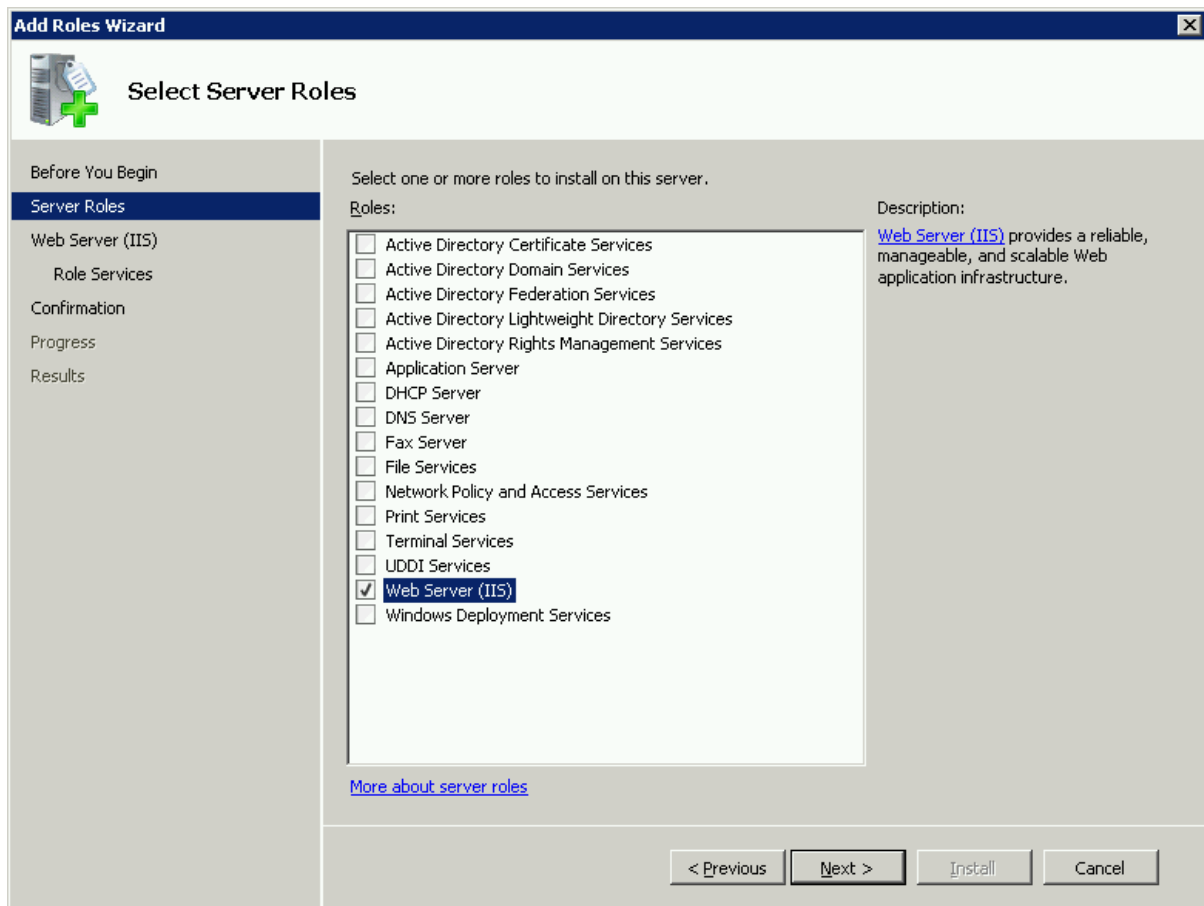 Add Roles Wizard
Select Server Roles
Before You Begin
Server Roles
Web Server (IIS)
Role Services
Confirmation
Progress
Results
Select one or more roles to install on this server.
Roles:
Active Directory Certificate Services
Active Directory Domain Services
Active Directory Federation Services
Active Directory Lightweight Directory Services
Active Directory Rights Management Services
Application Server
DHCP Server
DNS Server
Fax Server
File Services
Network Policy and Access Services
Print Services
Terminal Services
UDDI Services
Web Server (IIS)
Windows Deployment Services
More about server roles
Description:
Web Server (IIS) provides a reliable,
manageable, and scalable Web
application infrastructure.
< Previous
Next >
Install
Cancel